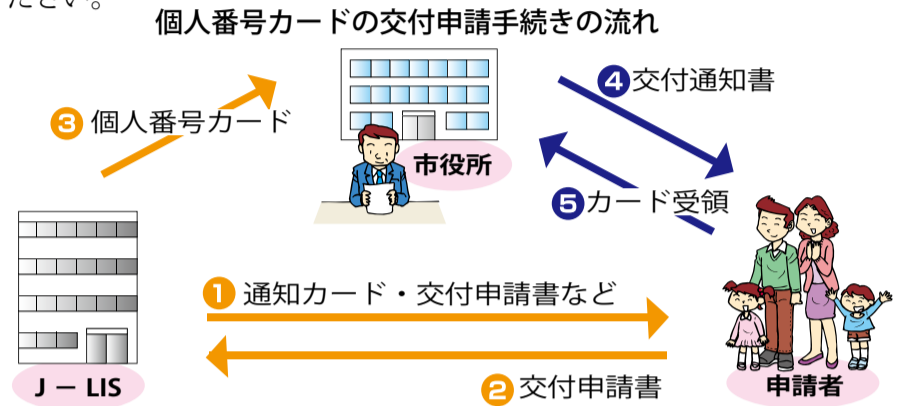 ださい。
個人番号カードの交付申請手続きの流れ
❸ 個人番号カード
❹ 交付通知書
市役所
❺ カード受領
❶ 通知カード・交付申請書など
❷ 交付申請書
J － LIS
申請者